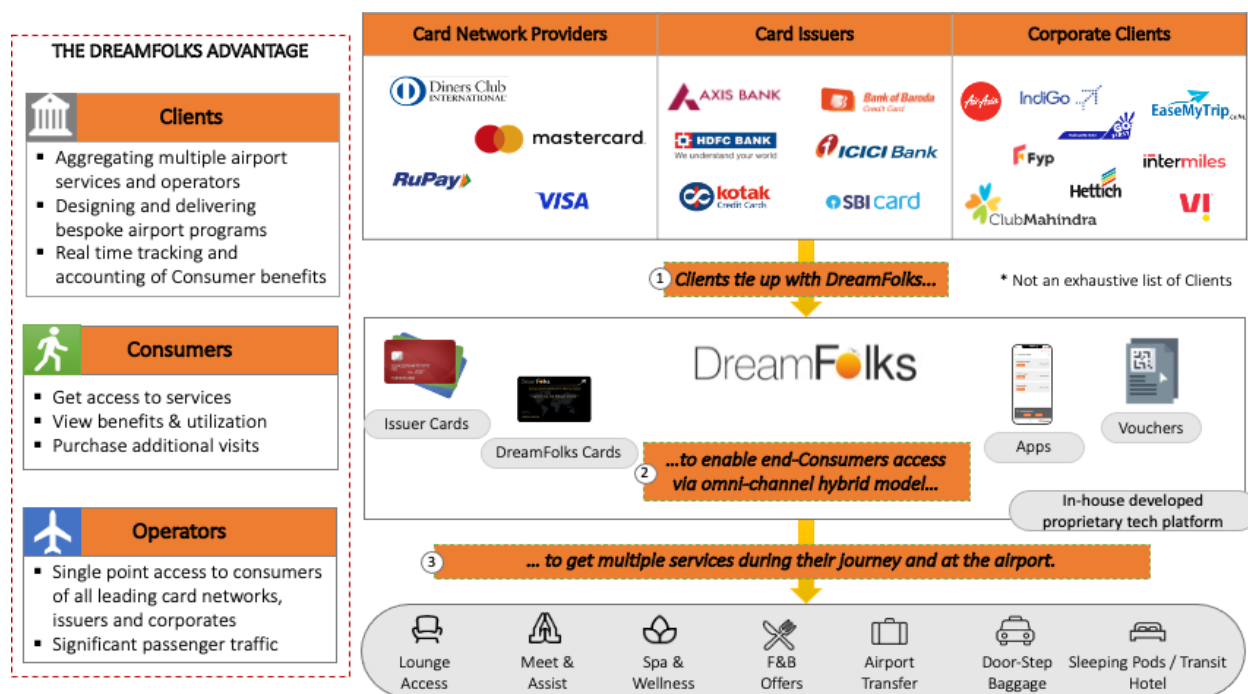 THE DREAMFOLKS ADVANTAGE
Clients
▪ Aggregating multiple airport
services and operators
▪ Designing and delivering
bespoke airport programs
▪ Real time tracking and
accounting of Consumer benefits
Consumers
▪ Get access to services
▪ View benefits & utilization
▪ Purchase additional visits
Operators
▪ Single point access to consumers
of all leading card networks,
issuers and corporates
▪ Significant passenger traffic
Card Network Providers
Diners Club
INTERNATIONAL
mastercard.
RuPay
VISA
Card Issuers
AXIS BANK
Bank of Baroda
Credit Card
HDFC BANK
We understand your world
ICICI Bank
kotak
Credit Cards
SBI card
Corporate Clients
AirAsia
IndiGo
EaseMyTrip
GO
Fyp
intermiles
Hettich
ClubMahindra
VI
1
Clients tie up with DreamFolks...
* Not an exhaustive list of Clients
DreamFolks
Issuer Cards
DreamFolks Cards
Apps
Vouchers
2
...to enable end-Consumers access
via omni-channel hybrid model...
In-house developed
proprietary tech platform
3
... to get multiple services during their journey and at the airport.
Lounge
Access
Meet &
Assist
Spa &
Wellness
F&B
Offers
Airport
Transfer
Door-Step
Baggage
Sleeping Pods / Transit
Hotel